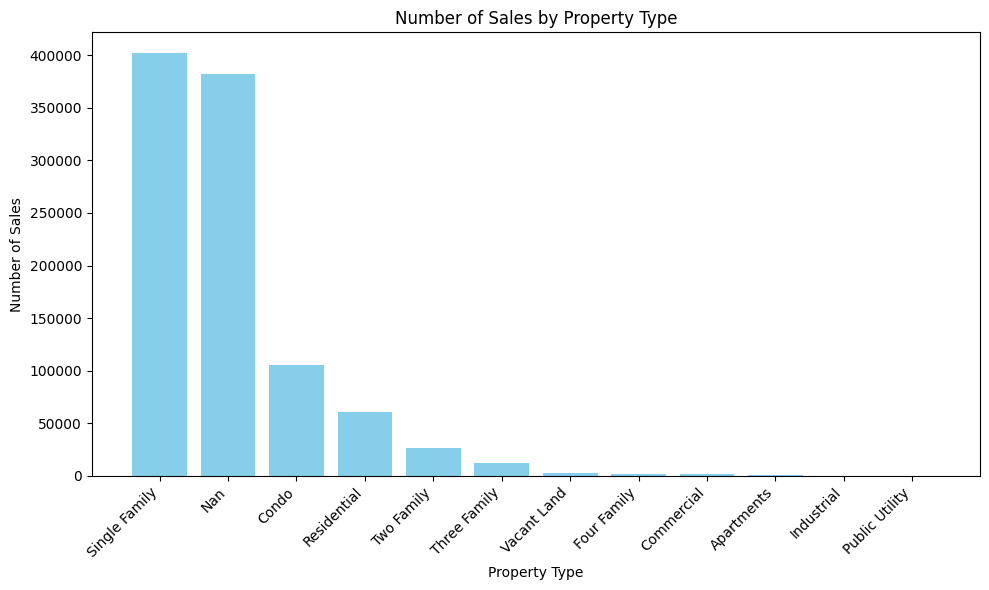 Number of Sales by Property Type
Number of Sales
400000
350000
300000
250000
200000
150000
100000
50000
0
Single Family
Nan
Condo
Residential
Two Family
Three Family
Vacant Land
Four Family
Commercial
Apartments
Industrial
Public Utility
Property Type